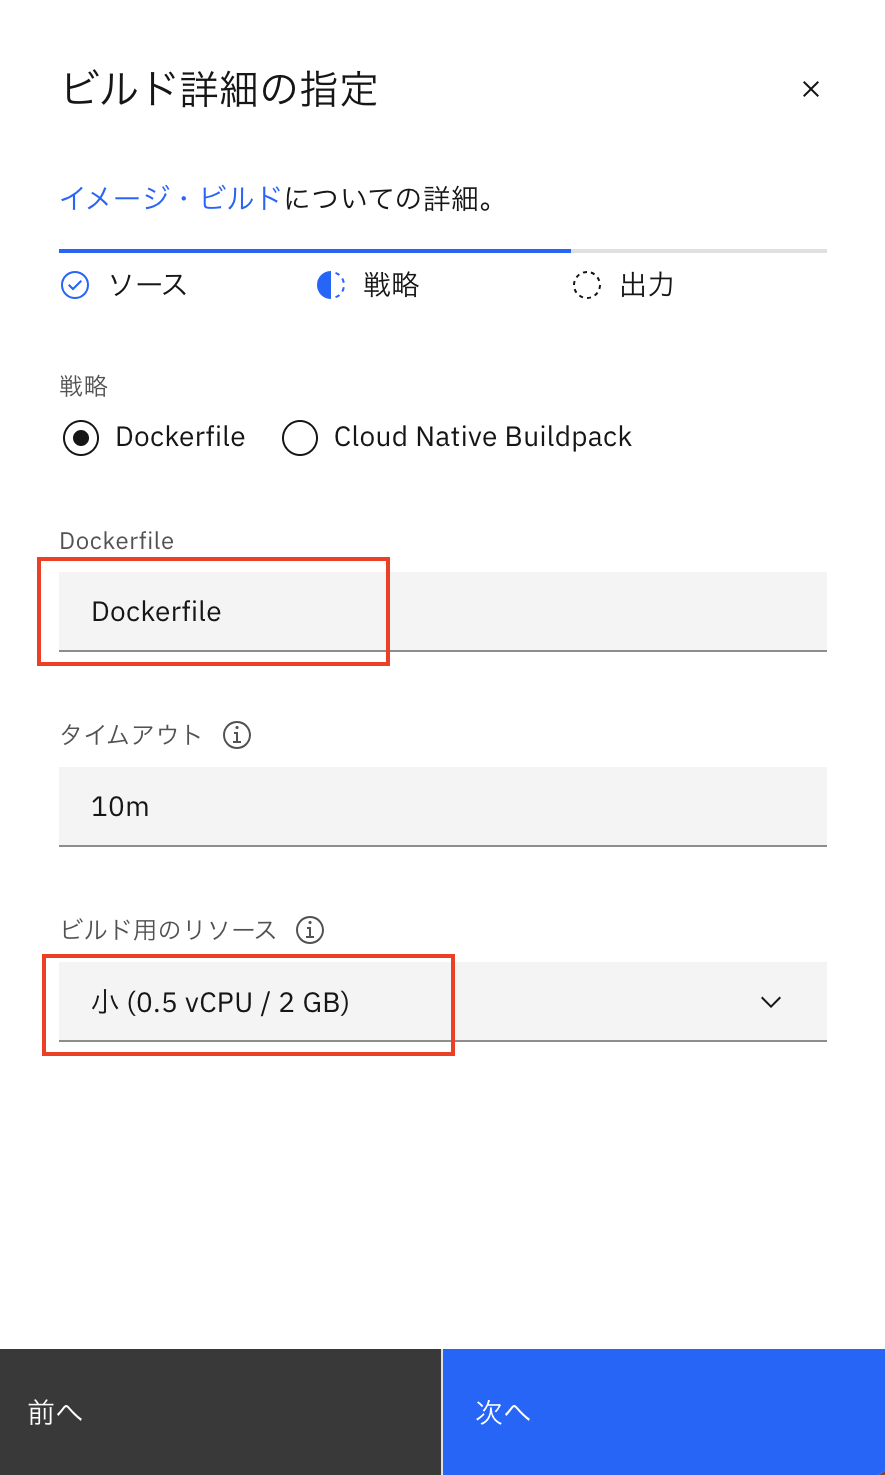 ビルド詳細の指定
イメージ・ビルドについての詳細。
ソース 戦略 出力
戦略
Dockerfile Cloud Native Buildpack
Dockerfile
Dockerfile
タイムアウト
10m
ビルド用のリソース
小 (0.5 vCPU / 2 GB)
前へ 次へ